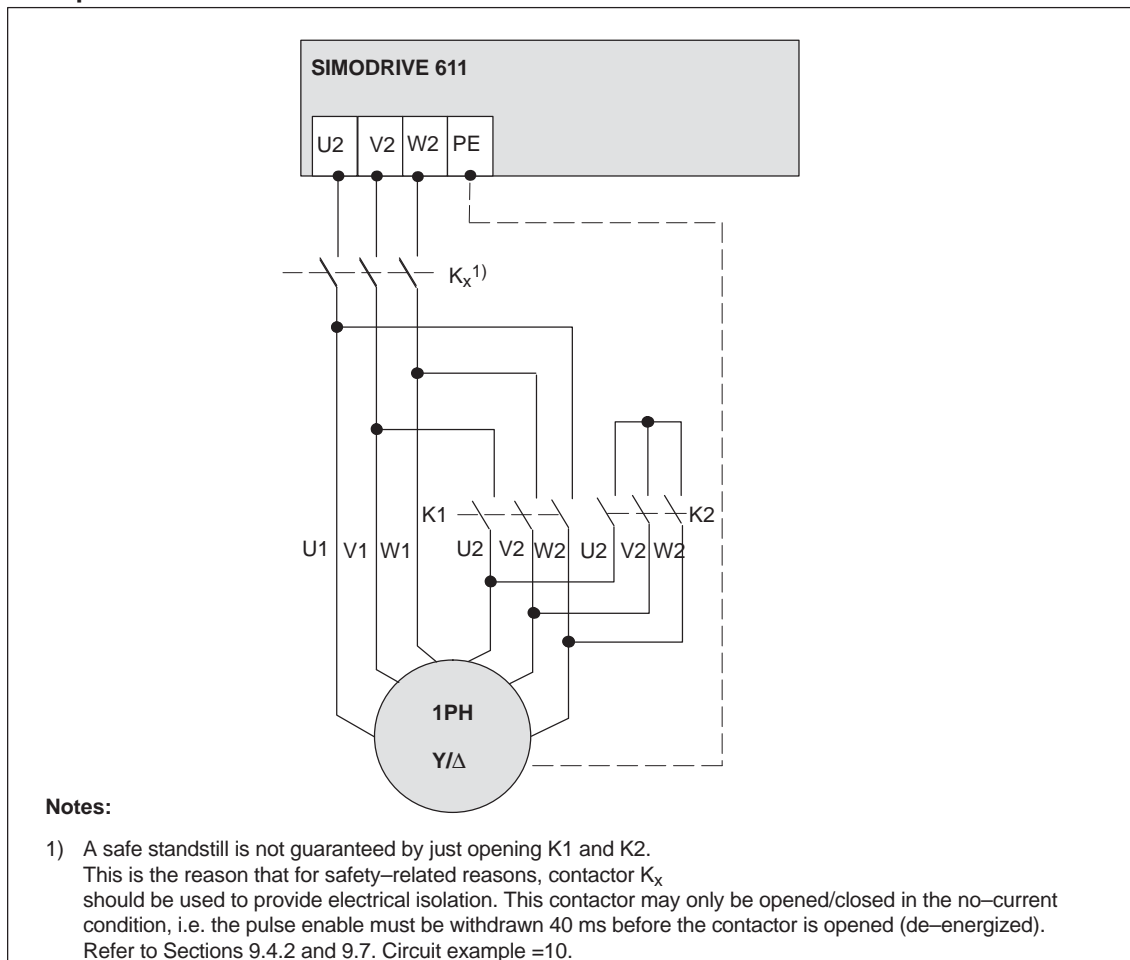 SIMODRIVE 611
U2 V2 W2 PE
Kx1)
K1 K2
U1 V1 W1 U2 V2 W2 U2 V2 W2
1PH
Y/Δ
Notes:
1) A safe standstill is not guaranteed by just opening K1 and K2.
This is the reason that for safety–related reasons, contactor Kx
should be used to provide electrical isolation. This contactor may only be opened/closed in the no–current
condition, i.e. the pulse enable must be withdrawn 40 ms before the contactor is opened (de–energized).
Refer to Sections 9.4.2 and 9.7. Circuit example =10.